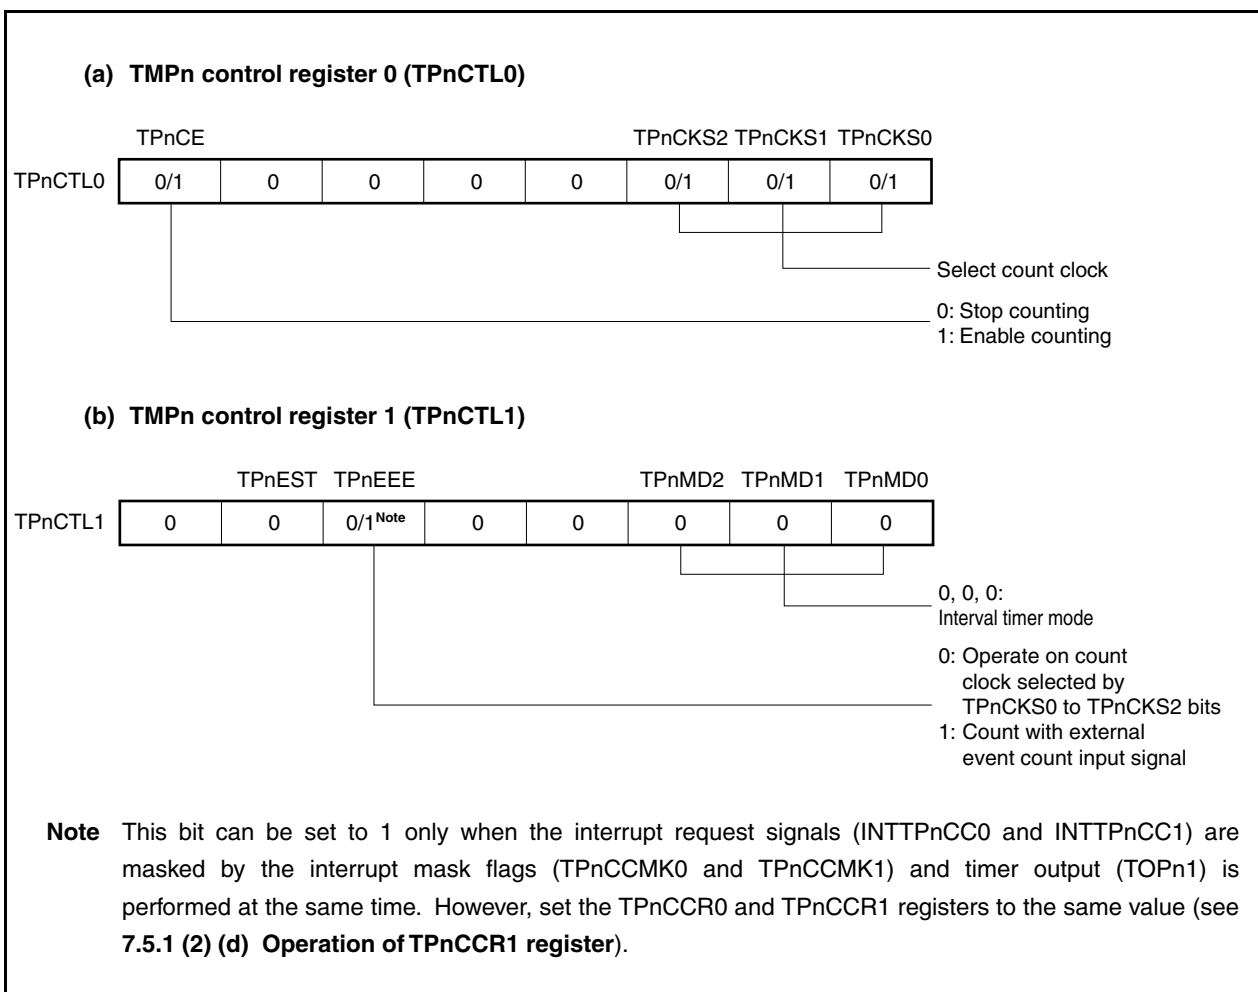 (a) TMPn control register 0 (TPnCTL0)
TPnCE TPnCKS2 TPnCKS1 TPnCKS0
TPnCTL0 0/1 0 0 0 0 0/1 0/1 0/1
Select count clock
0: Stop counting
1: Enable counting
(b) TMPn control register 1 (TPnCTL1)
TPnEST TPnEEE TPnMD2 TPnMD1 TPnMD0
TPnCTL1 0 0 0/1Note 0 0 0 0 0
0, 0, 0:
Interval timer mode
0: Operate on count
clock selected by
TPnCKS0 to TPnCKS2 bits
1: Count with external
event count input signal
Note This bit can be set to 1 only when the interrupt request signals (INTTPnCC0 and INTTPnCC1) are
masked by the interrupt mask flags (TPnCCMK0 and TPnCCMK1) and timer output (TOPn1) is
performed at the same time. However, set the TPnCCR0 and TPnCCR1 registers to the same value (see
7.5.1 (2) (d) Operation of TPnCCR1 register).